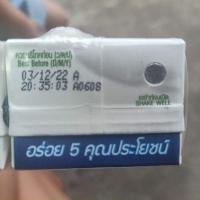 ควรบริโภคก่อน (ว/ด/ป)
Best Before (D/M/Y)
03/12/22 A
20:35:03 A0608
เขย่าก่อนดื่ม
SHAKE WELL
อร่อย 5 คุณประโยชน์